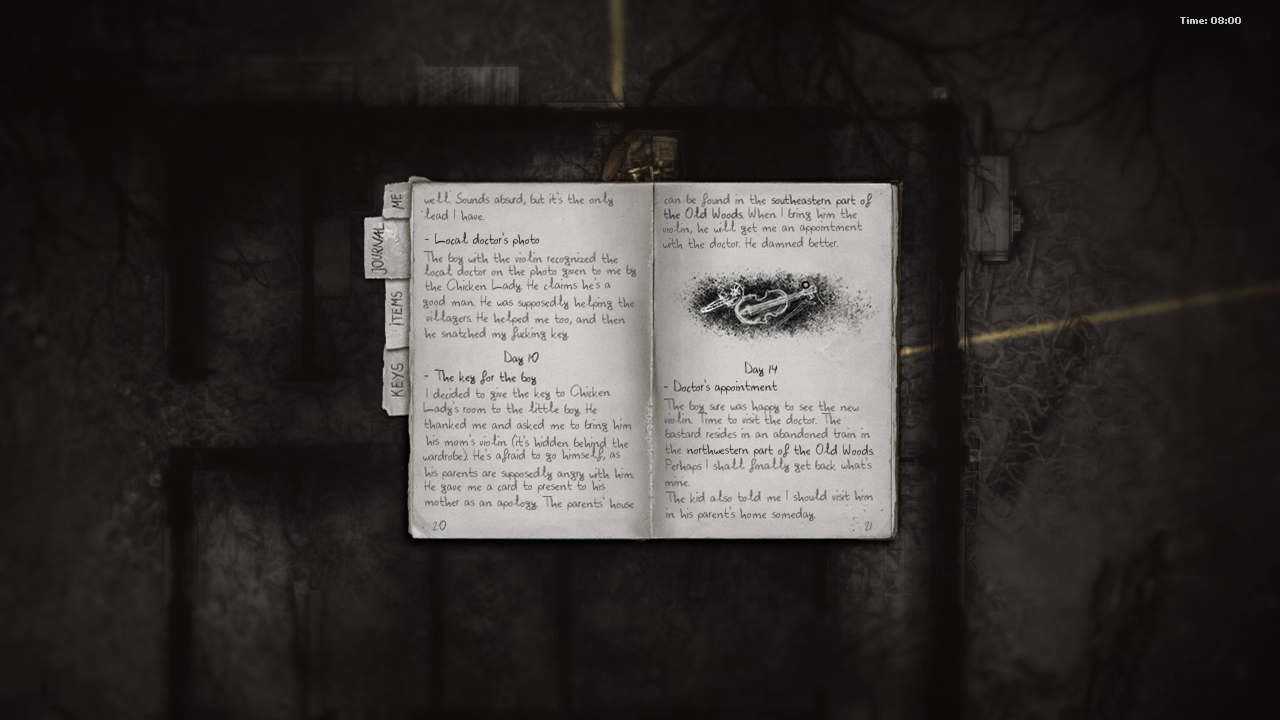 Time: 08:00
ME
JOURNAL
ITEMS
KEYS
well. Sounds absurd, but it's the only
lead I have.
- Local doctor's photo
The boy with the violin recognized the
local doctor on the photo given to me by
the Chicken Lady. He claims he's a
good man. He was supposedly helping the
villagers. He helped me too, and then
he snatched my fucking key.
Day 10
- The key for the boy
I decided to give the key to Chicken
Lady's room to the little boy. He
thanked me and asked me to bring him
his mom's violin (it's hidden behind the
wardrobe). He's afraid to go himself, as
his parents are supposedly angry with him.
He gave me a card to present to his
mother as an apology. The parents' house
20
can be found in the southeastern part of
the Old Woods. When I bring him the
violin, he will get me an appointment
with the doctor. He damned better.
Day 14
- Doctor's appointment
The boy sure was happy to see the new
violin. Time to visit the doctor. The
bastard resides in an abandoned train in
the northwestern part of the Old Woods.
Perhaps I shall finally get back what's
mine.
The kid also told me I should visit him
in his parent's home someday.
21